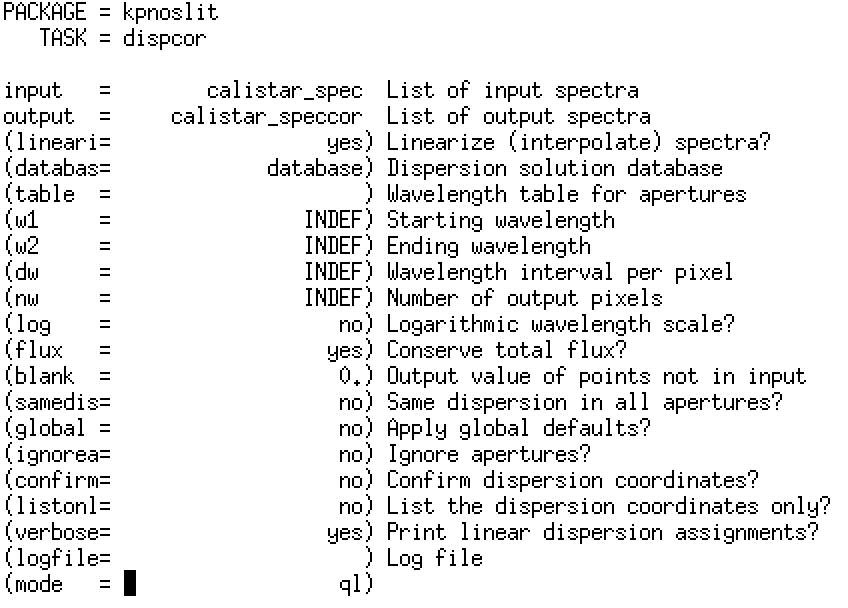 PACKAGE = kpnoslit
TASK = dispcor
input = calistar_spec List of input spectra
output = calistar_speccor List of output spectra
(lineari= yes) Linearize (interpolate) spectra?
(databas= database) Dispersion solution database
(table = ) Wavelength table for apertures
(w1 = INDEF) Starting wavelength
(w2 = INDEF) Ending wavelength
(dw = INDEF) Wavelength interval per pixel
(nw = INDEF) Number of output pixels
(log = no) Logarithmic wavelength scale?
(flux = yes) Conserve total flux?
(blank = 0.) Output value of points not in input
(samedis= no) Same dispersion in all apertures?
(global = no) Apply global defaults?
(ignorea= no) Ignore apertures?
(confirm= no) Confirm dispersion coordinates?
(listonl= no) List the dispersion coordinates only?
(verbose= yes) Print linear dispersion assignments?
(logfile= ) Log file
(mode = ql)